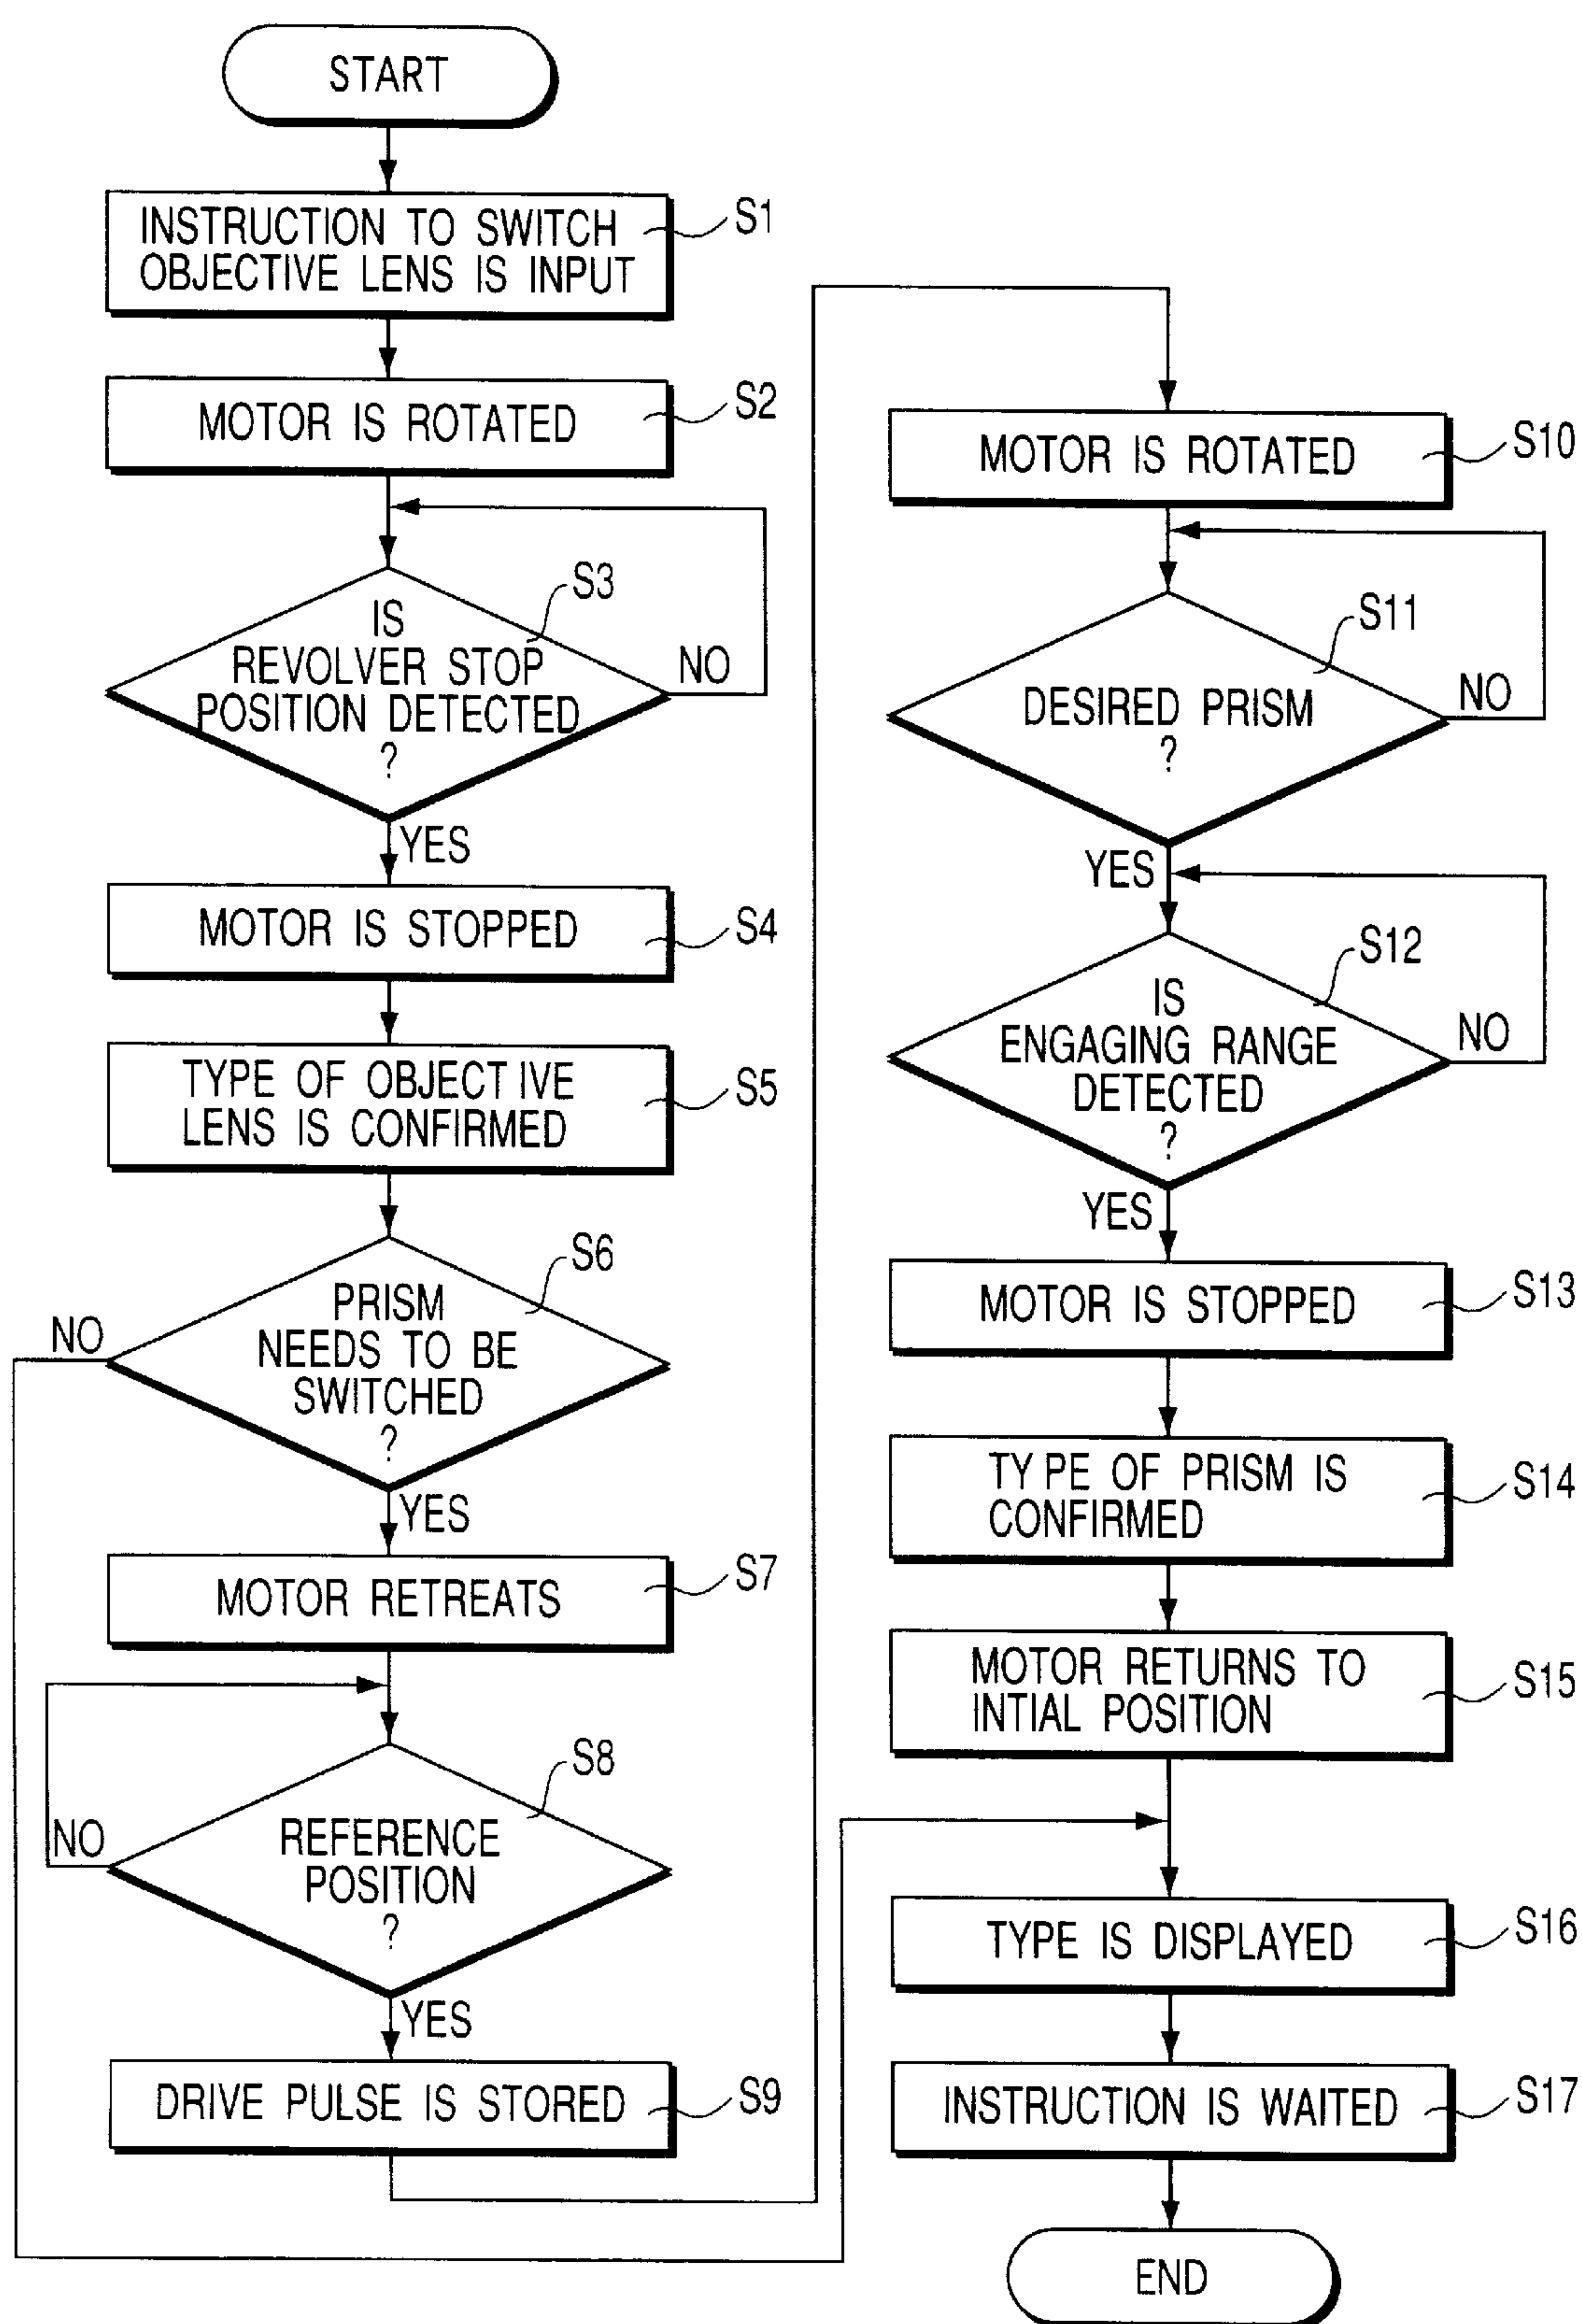 START
INSTRUCTION TO SWITCH
OBJECTIVE LENS IS INPUT
S1
MOTOR IS ROTATED
S2
IS
REVOLVER STOP
POSITION DETECTED
?
S3
NO
YES
MOTOR IS STOPPED
S4
TYPE OF OBJECTIVE
LENS IS CONFIRMED
S5
PRISM
NEEDS TO BE
SWITCHED
?
S6
NO
YES
MOTOR RETREATS
S7
REFERENCE
POSITION
?
S8
NO
YES
DRIVE PULSE IS STORED
S9
MOTOR IS ROTATED
S10
DESIRED PRISM
?
S11
NO
YES
IS
ENGAGING RANGE
DETECTED
?
S12
NO
YES
MOTOR IS STOPPED
S13
TYPE OF PRISM IS
CONFIRMED
S14
MOTOR RETURNS TO
INTIAL POSITION
S15
TYPE IS DISPLAYED
S16
INSTRUCTION IS WAITED
S17
END